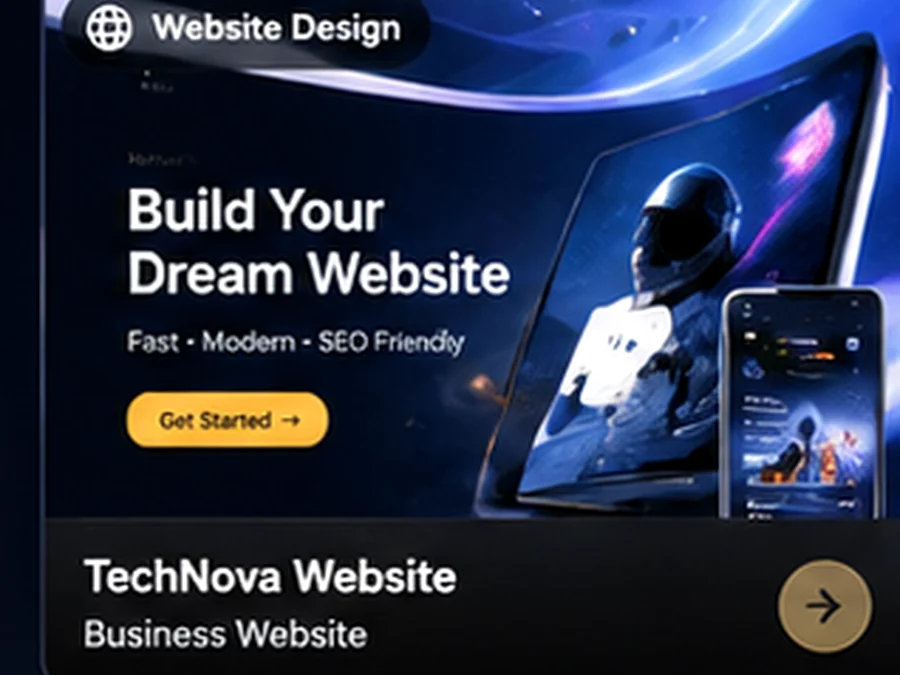 Website Design
Build Your
Dream Website
Fast • Modern • SEO Friendly
Get Started →
TechNova Website
Business Website